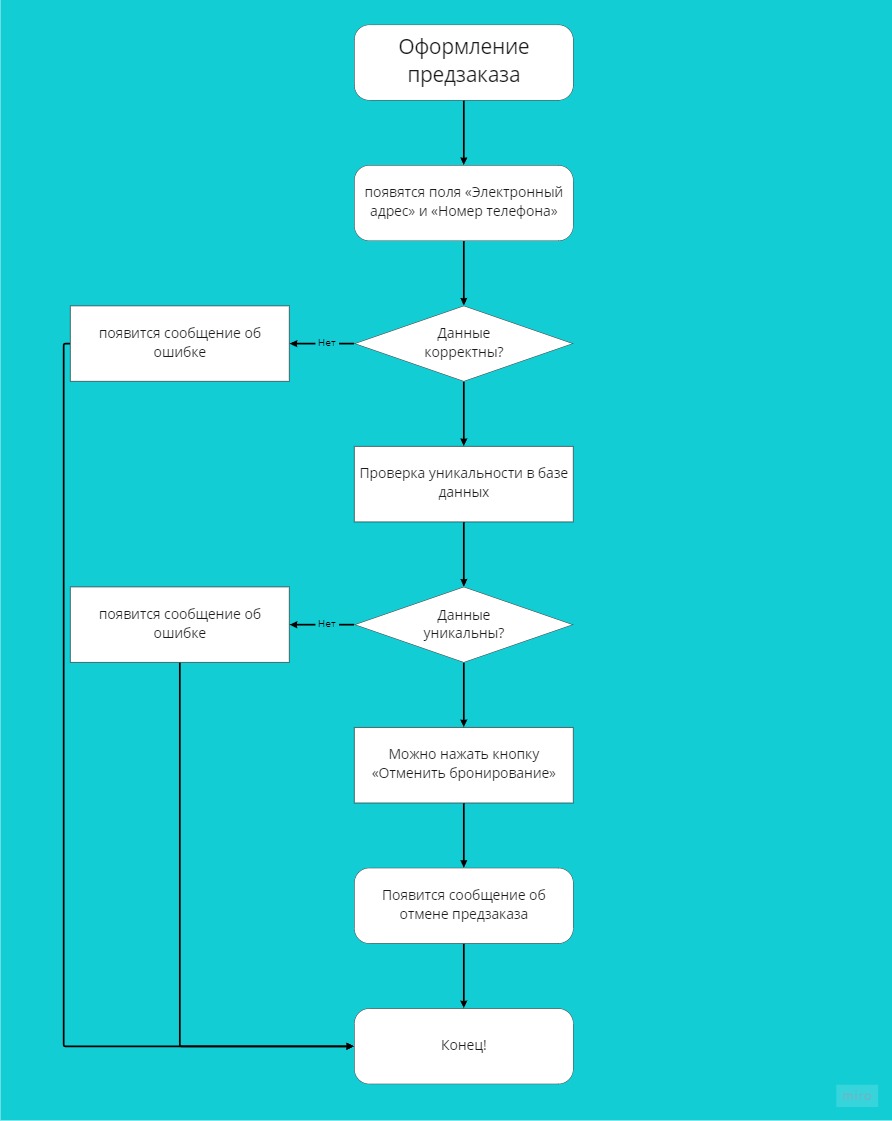 Оформление
предзаказа
появятся поля «Электронный
адрес» и «Номер телефона»
Данные
корректны?
Нет
появится сообщение об
ошибке
Проверка уникальности в базе
данных
Данные
уникальны?
Нет
появится сообщение об
ошибке
Можно нажать кнопку
«Отменить бронирование»
Появится сообщение об
отмене предзаказа
Конец!